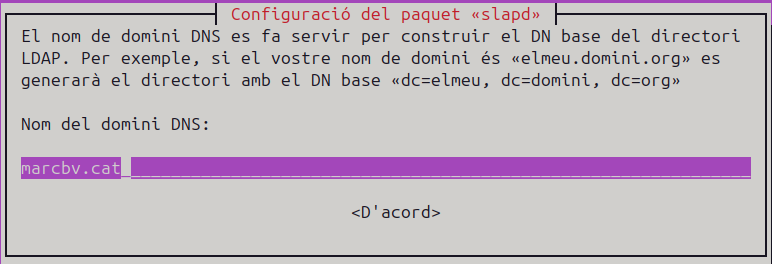 Configuració del paquet «slapd»
El nom de domini DNS es fa servir per construir el DN base del directori
LDAP. Per exemple, si el vostre nom de domini és «elmeu.domini.org» es
generarà el directori amb el DN base «dc=elmeu, dc=domini, dc=org»
Nom del domini DNS:
marcbv.cat
<D'acord>